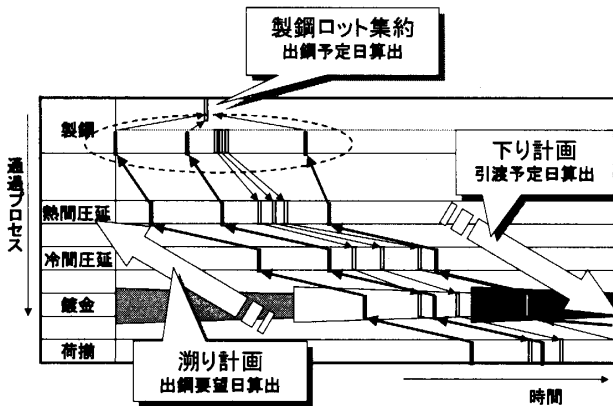 製鋼ロット集約
出鋼予定日算出
製鋼
下り計画
引渡予定日算出
通過プロセス
熱間圧延
冷間圧延
鍍金
荷揃
溯り計画
出鋼要望日算出
時間